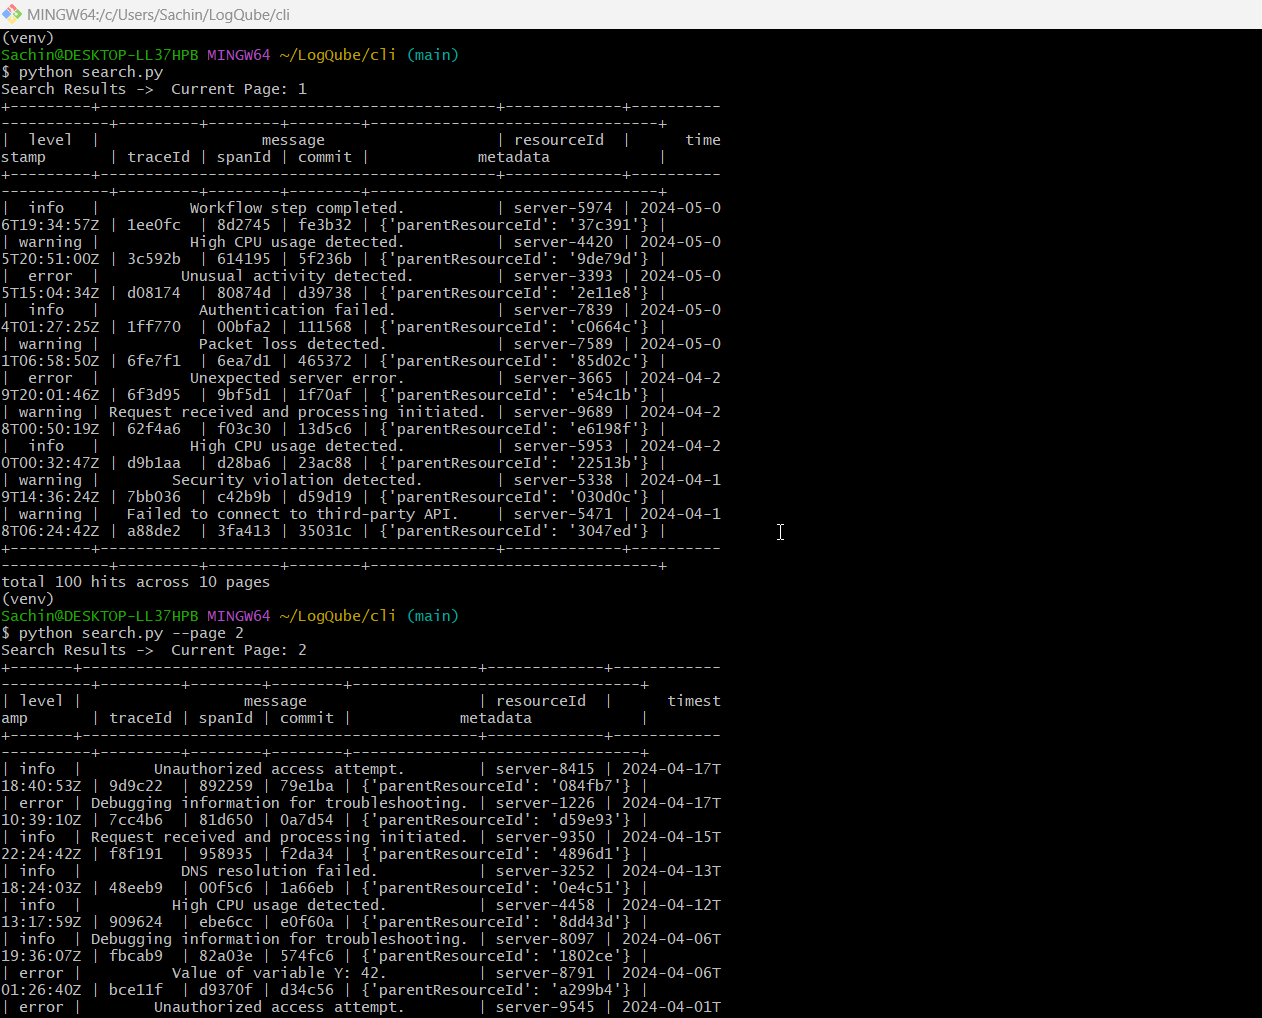 MINGW64:/c/Users/Sachin/LogQube/cli
(venv)
Sachin@DESKTOP-LL37HPB MINGW64 ~/LogQube/cli (main)
$ python search.py
Search Results ->  Current Page: 1
+---------+--------------------------------------------+-------------+----------
------------+---------+--------+--------+--------------------------------+
|  level  |                  message                   | resourceId  |      time
stamp       | traceId | spanId | commit |            metadata            |
+---------+--------------------------------------------+-------------+----------
------------+---------+--------+--------+--------------------------------+
|  info   |          Workflow step completed.          | server-5974 | 2024-05-0
6T19:34:57Z | 1ee0fc  | 8d2745 | fe3b32 | {'parentResourceId': '37c391'} |
| warning |          High CPU usage detected.          | server-4420 | 2024-05-0
5T20:51:00Z | 3c592b  | 614195 | 5f236b | {'parentResourceId': '9de79d'} |
|  error  |         Unusual activity detected.         | server-3393 | 2024-05-0
5T15:04:34Z | d08174  | 80874d | d39738 | {'parentResourceId': '2e11e8'} |
|  info   |           Authentication failed.           | server-7839 | 2024-05-0
4T01:27:25Z | 1ff770  | 00bfa2 | 111568 | {'parentResourceId': 'c0664c'} |
| warning |           Packet loss detected.            | server-7589 | 2024-05-0
1T06:58:50Z | 6fe7f1  | 6ea7d1 | 465372 | {'parentResourceId': '85d02c'} |
|  error  |          Unexpected server error.          | server-3665 | 2024-04-2
9T20:01:46Z | 6f3d95  | 9bf5d1 | 1f70af | {'parentResourceId': 'e54c1b'} |
| warning | Request received and processing initiated. | server-9689 | 2024-04-2
8T00:50:19Z | 62f4a6  | f03c30 | 13d5c6 | {'parentResourceId': 'e6198f'} |
|  info   |          High CPU usage detected.          | server-5953 | 2024-04-2
0T00:32:47Z | d9b1aa  | d28ba6 | 23ac88 | {'parentResourceId': '22513b'} |
| warning |        Security violation detected.        | server-5338 | 2024-04-1
9T14:36:24Z | 7bb036  | c42b9b | d59d19 | {'parentResourceId': '030d0c'} |
| warning |   Failed to connect to third-party API.    | server-5471 | 2024-04-1
8T06:24:42Z | a88de2  | 3fa413 | 35031c | {'parentResourceId': '3047ed'} |
+---------+--------------------------------------------+-------------+----------
------------+---------+--------+--------+--------------------------------+
total 100 hits across 10 pages
(venv)
Sachin@DESKTOP-LL37HPB MINGW64 ~/LogQube/cli (main)
$ python search.py --page 2
Search Results ->  Current Page: 2
+-------+--------------------------------------------+-------------+------------
----------+---------+--------+--------+--------------------------------+
| level |                  message                   | resourceId  |      timest
amp       | traceId | spanId | commit |            metadata            |
+-------+--------------------------------------------+-------------+------------
----------+---------+--------+--------+--------------------------------+
| info  |        Unauthorized access attempt.        | server-8415 | 2024-04-17T
18:40:53Z | 9d9c22  | 892259 | 79e1ba | {'parentResourceId': '084fb7'} |
| error | Debugging information for troubleshooting. | server-1226 | 2024-04-17T
10:39:10Z | 7cc4b6  | 81d650 | 0a7d54 | {'parentResourceId': 'd59e93'} |
| info  | Request received and processing initiated. | server-9350 | 2024-04-15T
22:24:42Z | f8f191  | 958935 | f2da34 | {'parentResourceId': '4896d1'} |
| info  |           DNS resolution failed.           | server-3252 | 2024-04-13T
18:24:03Z | 48eeb9  | 00f5c6 | 1a66eb | {'parentResourceId': '0e4c51'} |
| info  |          High CPU usage detected.          | server-4458 | 2024-04-12T
13:17:59Z | 909624  | ebe6cc | e0f60a | {'parentResourceId': '8dd43d'} |
| info  | Debugging information for troubleshooting. | server-8097 | 2024-04-06T
19:36:07Z | fbcab9  | 82a03e | 574fc6 | {'parentResourceId': '1802ce'} |
| error |          Value of variable Y: 42.          | server-8791 | 2024-04-06T
01:26:40Z | bce11f  | d9370f | d34c56 | {'parentResourceId': 'a299b4'} |
| error |        Unauthorized access attempt.        | server-9545 | 2024-04-01T